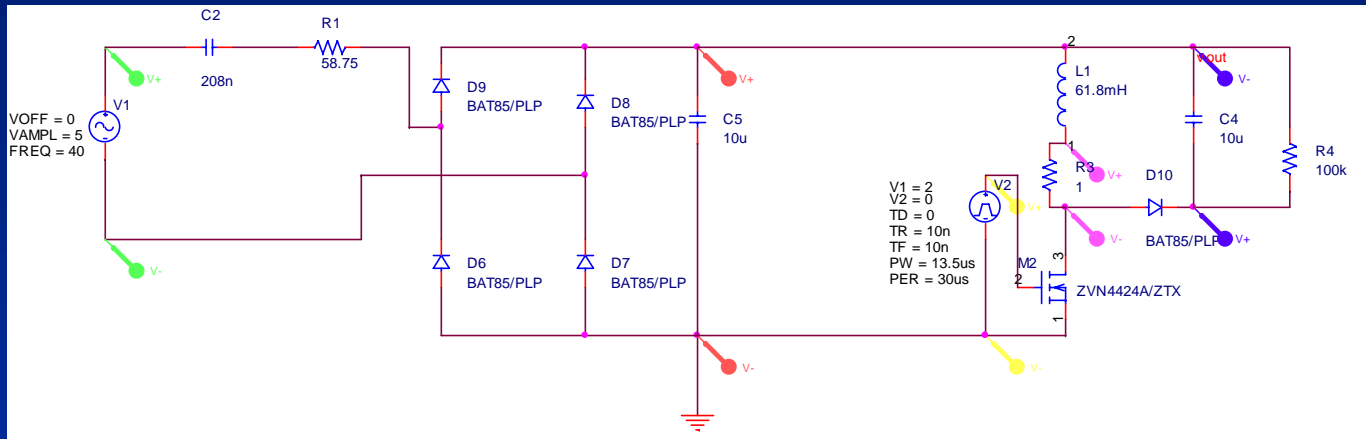 C2
208n
R1
58.75
V+
V1
VOFF = 0
VAMPL = 5
FREQ = 40
V-
D9
BAT85/PLP
D8
BAT85/PLP
D6
BAT85/PLP
D7
BAT85/PLP
V+
C5
10u
V-
2
L1
61.8mH
1
R3
1
V+
V-
V1 = 2
V2 = 0
TD = 0
TR = 10n
TF = 10n
PW = 13.5us
PER = 30us
V2
V+
V-
M2
2
3
1
ZVN4424A/ZTX
D10
BAT85/PLP
vout
V-
C4
10u
V+
R4
100k